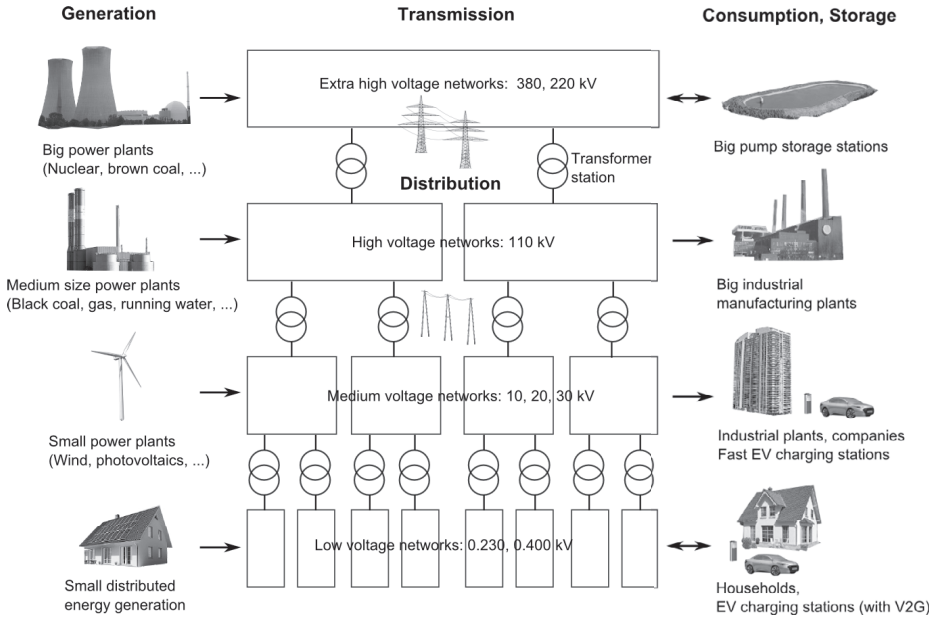 Generation
Transmission
Consumption, Storage
Extra high voltage networks: 380, 220 kV
Big power plants
(Nuclear, brown coal, ...)
Big pump storage stations
Transformer
station
Distribution
High voltage networks: 110 kV
Medium size power plants
(Black coal, gas, running water, ...)
Big industrial
manufacturing plants
Medium voltage networks: 10, 20, 30 kV
Small power plants
(Wind, photovoltaics, ...)
Industrial plants, companies
Fast EV charging stations
Low voltage networks: 0.230, 0.400 kV
Small distributed
energy generation
Households,
EV charging stations (with V2G)